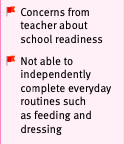 Concerns from
teacher about
school readiness
Not able to
independently
complete everyday
routines such
as feeding and
dressing